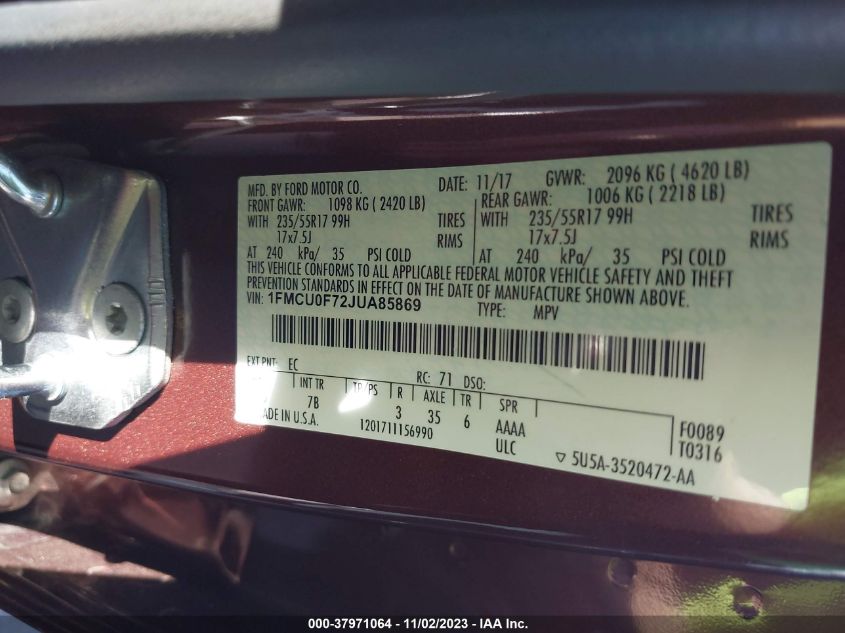 MFD. BY FORD MOTOR CO. DATE: 11/17 GVWR: 2096 KG ( 4620 LB)
FRONT GAWR: 1098 KG ( 2420 LB) REAR GAWR: 1006 KG ( 2218 LB)
WITH 235/55R17 99H TIRES WITH 235/55R17 99H TIRES
17x7.5J RIMS 17x7.5J RIMS
AT 240 kPa/ 35 PSI COLD AT 240 kPa/ 35 PSI COLD
THIS VEHICLE CONFORMS TO ALL APPLICABLE FEDERAL MOTOR VEHICLE SAFETY AND THEFT
PREVENTION STANDARDS IN EFFECT ON THE DATE OF MANUFACTURE SHOWN ABOVE.
VIN: 1FMCU0F72JUA85869 TYPE: MPV
EXT PNT: EC RC: 71 DSO:
INT TR TP/PS R AXLE TR SPR
7B 3 35 6 AAAA F0089
MADE IN U.S.A. 1201711156990 ULC T0316
5U5A-3520472-AA
000-37971064 - 11/02/2023 - IAA Inc.